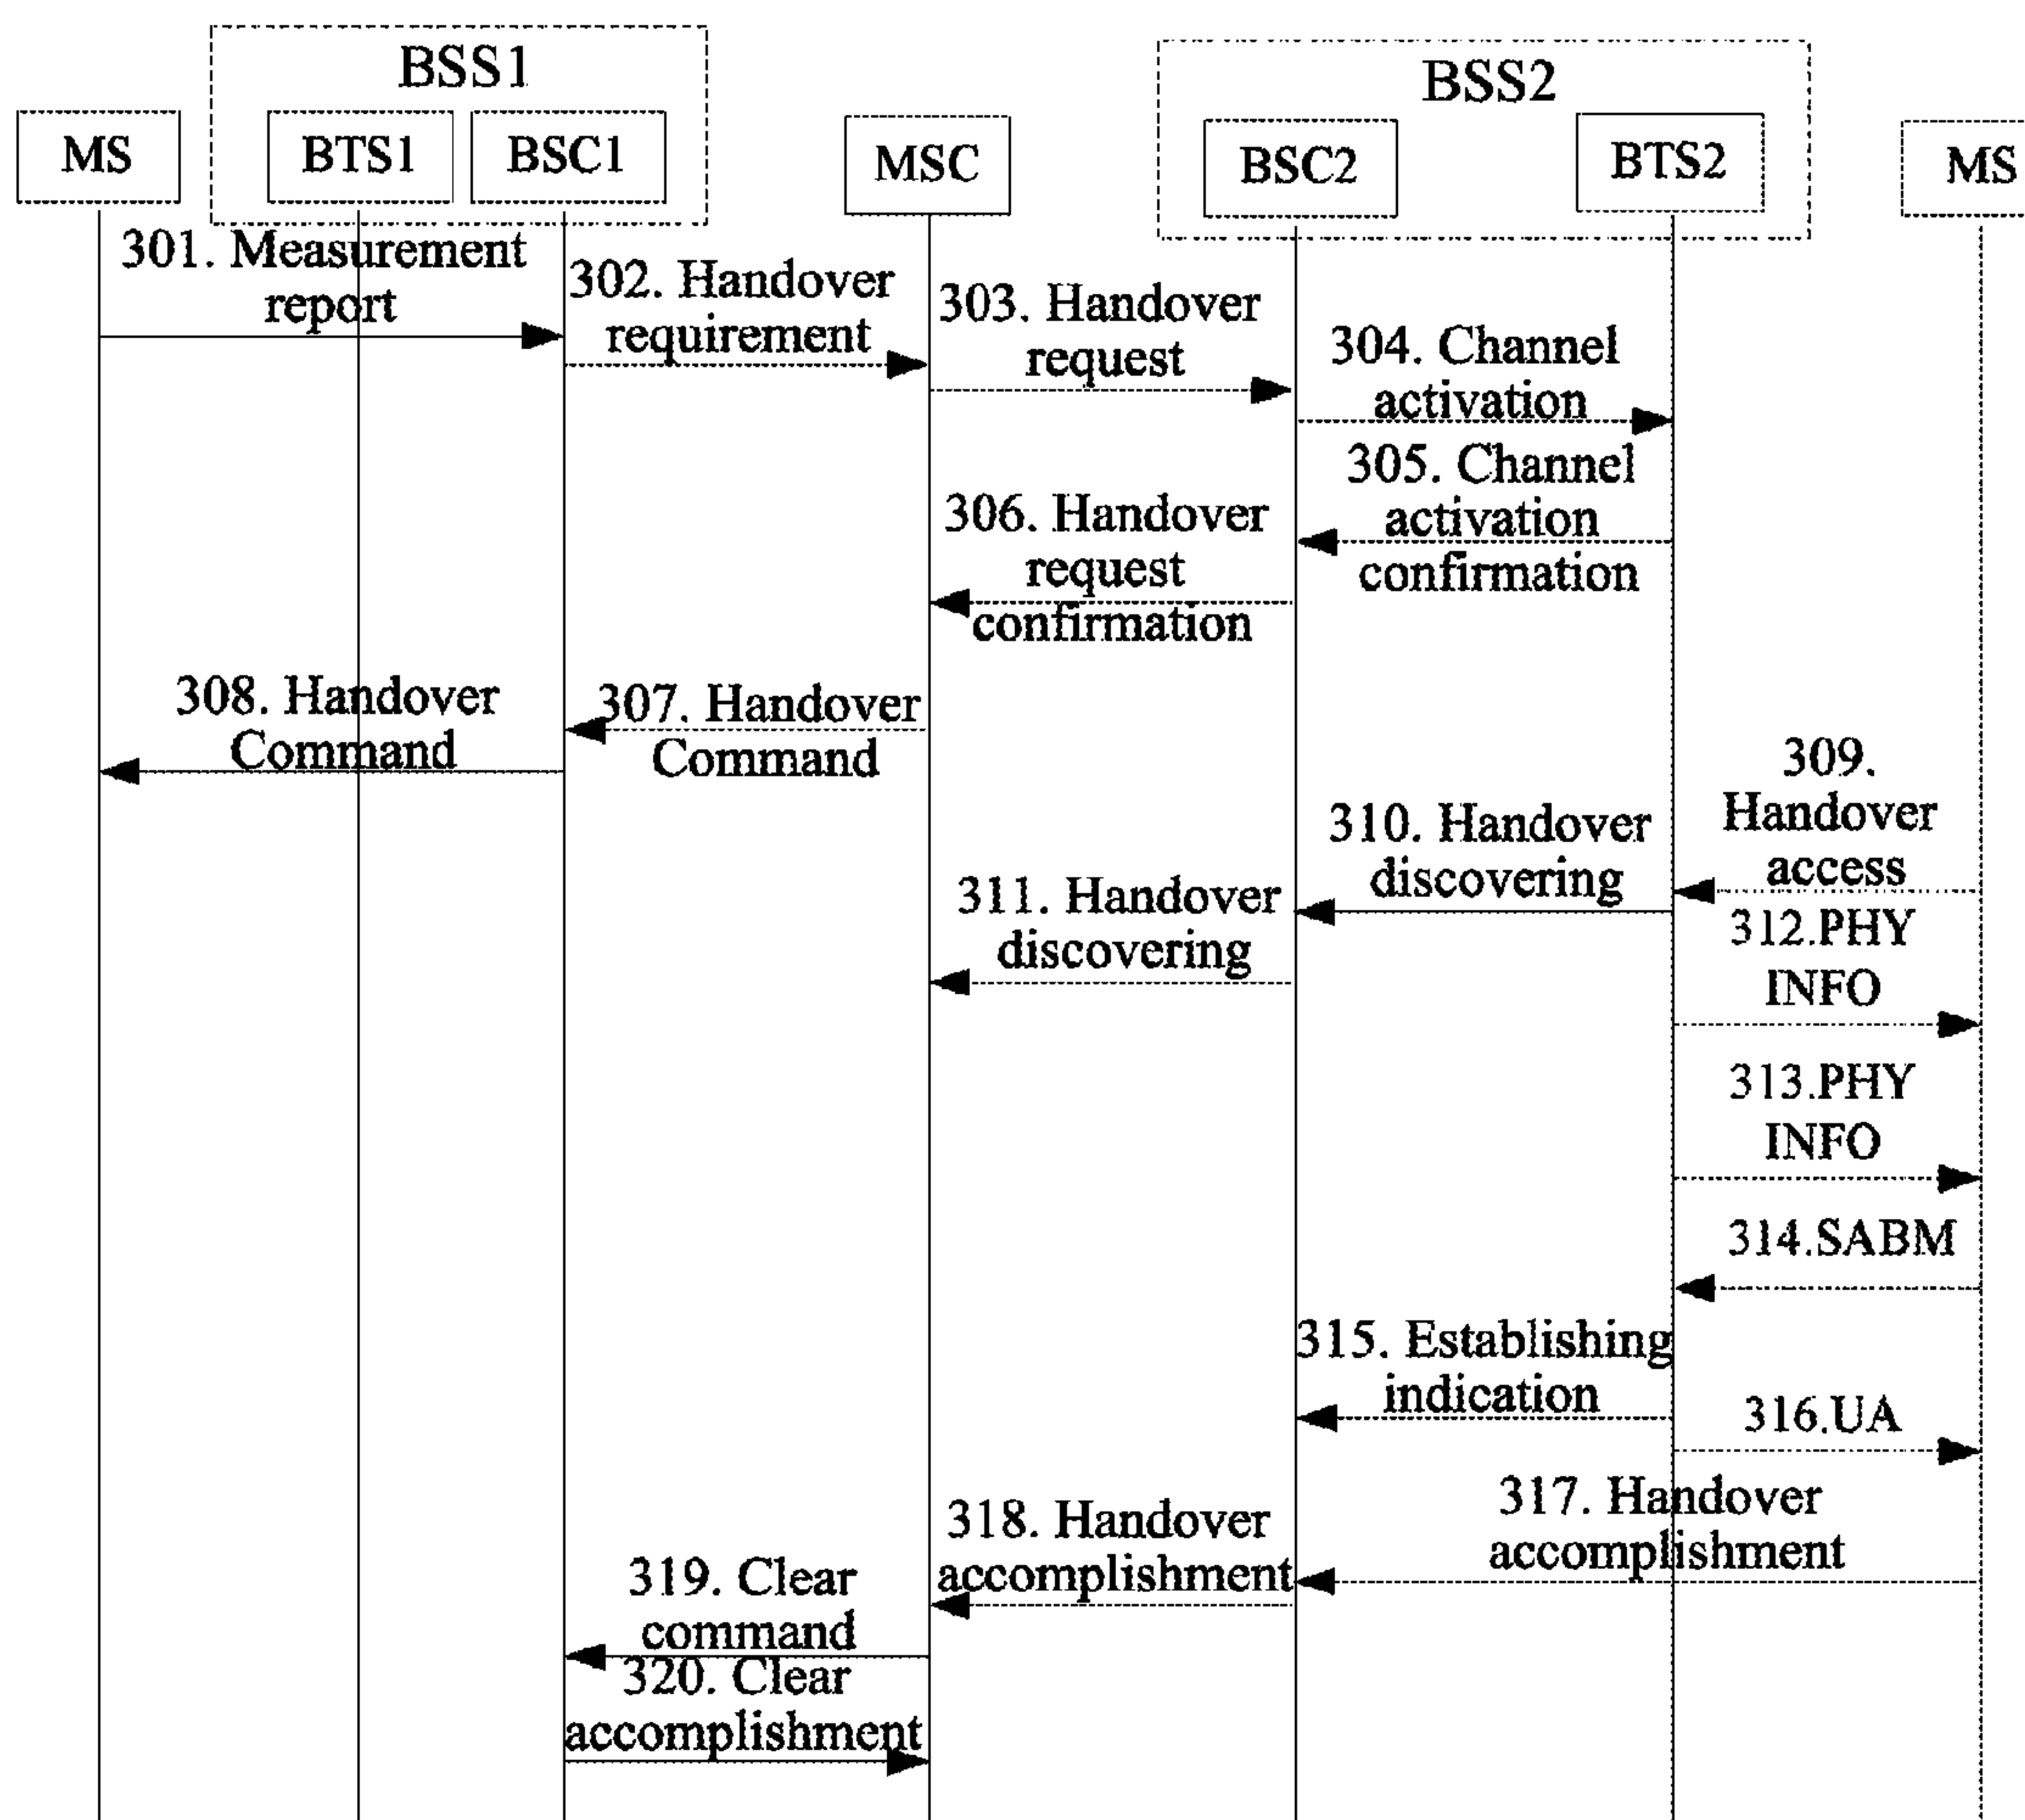 BSS1
BSS2
MS
BTS1
BSC1
MSC
BSC2
BTS2
MS
301. Measurement
report
302. Handover
requirement
303. Handover
request
304. Channel
activation
305. Channel
activation
confirmation
306. Handover
request
confirmation
307. Handover
Command
308. Handover
Command
309.
Handover
access
310. Handover
discovering
311. Handover
discovering
312.PHY
INFO
313.PHY
INFO
314.SABM
315. Establishing
indication
316.UA
317. Handover
accomplishment
318. Handover
accomplishment
319. Clear
command
320. Clear
accomplishment